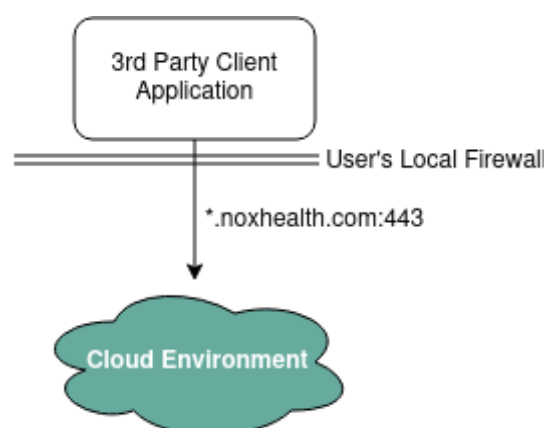 3rd Party Client
Application
User's Local Firewall
*.noxhealth.com:443
Cloud Environment